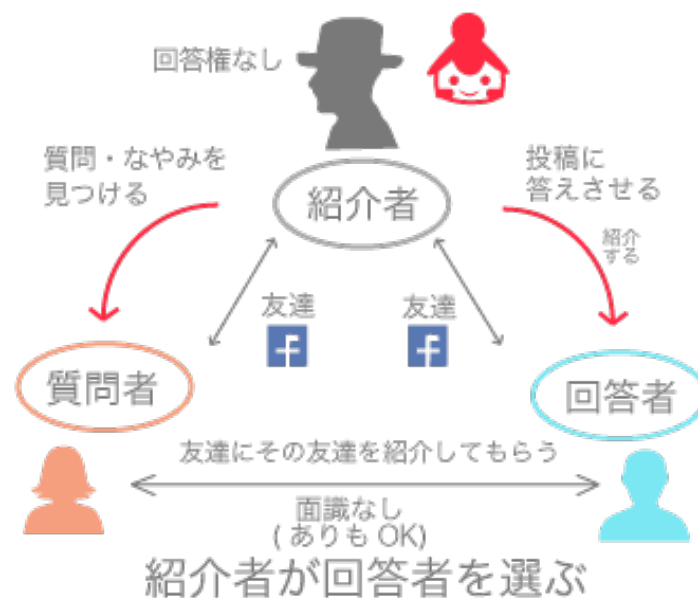 回答権なし
質問・なやみを
見つける
投稿に
答えさせる
紹介
する
紹介者
友達
友達
質問者
回答者
友達にその友達を紹介してもらう
面識なし
(ありも OK)
紹介者が回答者を選ぶ